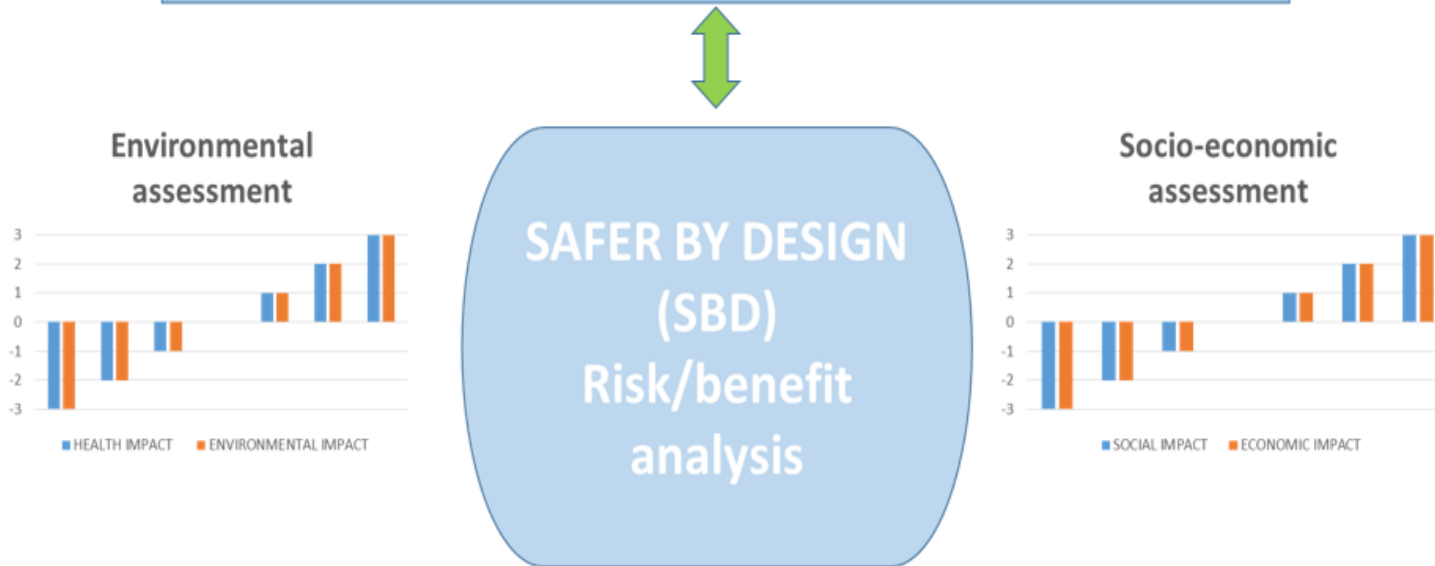 Environmental
assessment
3
2
1
0
-1
-2
-3
HEALTH IMPACT ENVIRONMENTAL IMPACT
SAFER BY DESIGN
(SBD)
Risk/benefit
analysis
Socio-economic
assessment
3
2
1
0
-1
-2
-3
SOCIAL IMPACT ECONOMIC IMPACT